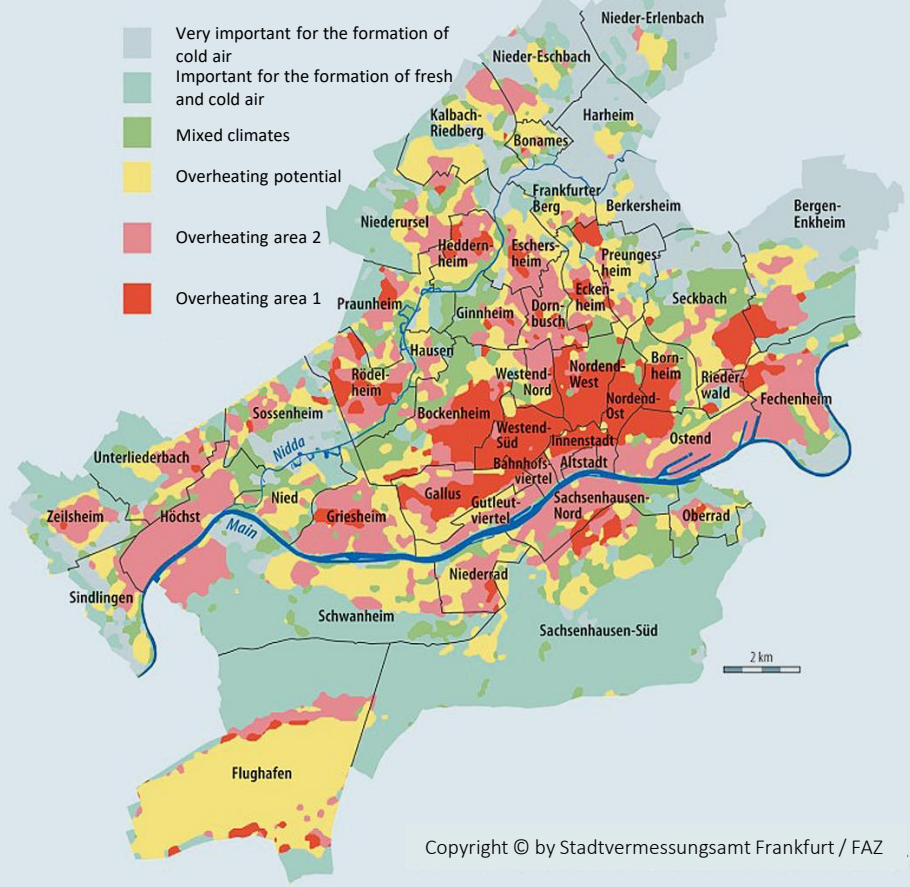 Very important for the formation of
cold air
Important for the formation of fresh
and cold air
Mixed climates
Overheating potential
Overheating area 2
Overheating area 1
Nieder-Erlenbach
Nieder-Eschbach
Kalbach-
Riedberg
Harheim
Bonames
Frankfurter
Berg
Berkersheim
Bergen-
Enkheim
Niederursel
Heddern-
heim
Eschers-
heim
Preunges-
heim
Ecken-
heim
Seckbach
Praunheim
Ginnheim
Dorn-
busch
Hausen
Rödel-
heim
Westend-
Nord
Nordend-
West
Born-
heim
Nordend-
Ost
Rieder-
wald
Fechenheim
Sossenheim
Bockenheim
Westend-
Süd
Innenstadt
Ostend
Nidda
Unterliederbach
Bahnhofs-
viertel
Altstadt
Zeilsheim
Höchst
Nied
Griesheim
Gallus
Gutleut-
viertel
Sachsenhausen-
Nord
Oberrad
Main
Sindlingen
Niederrad
Schwanheim
Sachsenhausen-Süd
2 km
Flughafen
Copyright © by Stadtvermessungsamt Frankfurt / FAZ